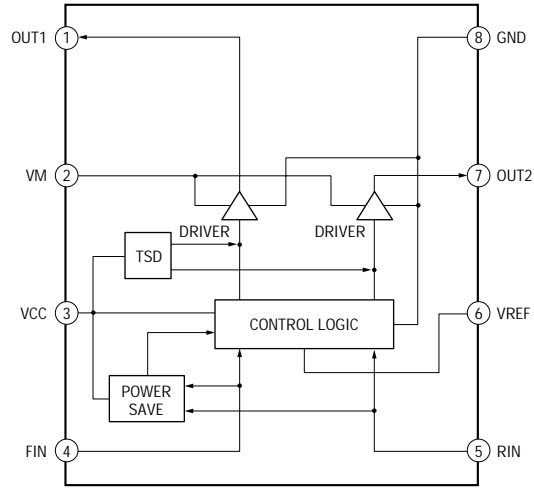 OUT1 1
8 GND
VM 2
7 OUT2
DRIVER DRIVER
TSD
VCC 3
6 VREF
CONTROL LOGIC
POWER
SAVE
FIN 4
5 RIN